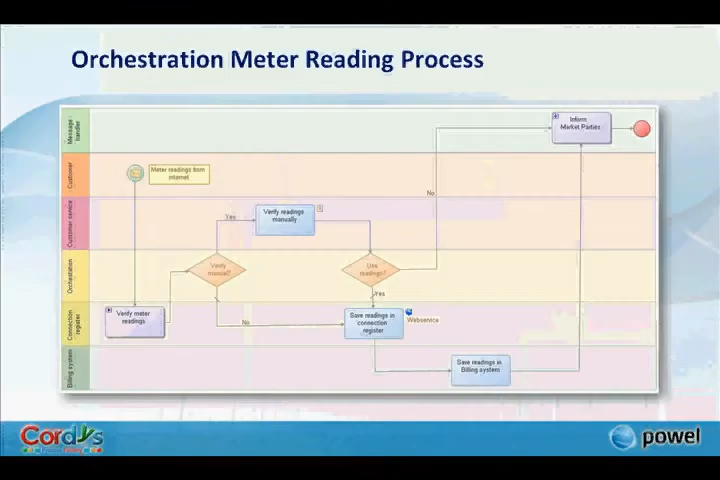 Orchestration Meter Reading Process
Message
handler
Inform
Market Parties
Customer
Meter readings from
internet
No
Customer service
Verify readings
manually
Yes
Orchestration
Verify
manual?
Use
readings?
Yes
Connection
register
Verify meter
readings
No
Save readings in
connection
register
Webservice
Billing system
Save readings in
Billing system
Cordys
powel